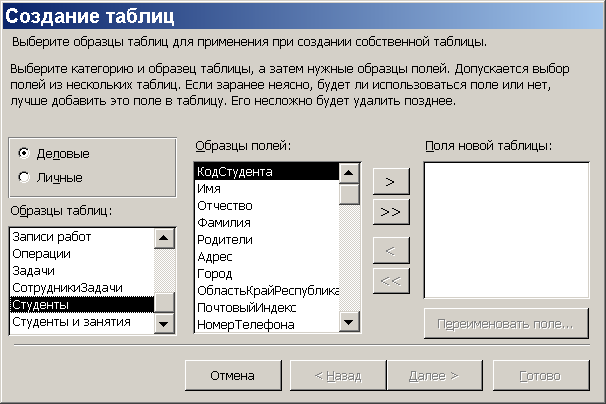 Создание таблиц
Выберите образцы таблиц для применения при создании собственной таблицы.
Выберите категорию и образец таблицы, а затем нужные образцы полей. Допускается выбор
полей из нескольких таблиц. Если заранее неясно, будет ли использоваться поле или нет,
лучше добавить это поле в таблицу. Его несложно будет удалить позднее.
Деловые
Личные
Образцы таблиц:
Записи работ
Операции
Задачи
СотрудникиЗадачи
Студенты
Студенты и занятия
Образцы полей:
КодСтудента
Имя
Отчество
Фамилия
Родители
Адрес
Город
ОбластьКрайРеспублика
ПочтовыйИндекс
НомерТелефона
>
>>
<
<<
Поля новой таблицы:
Переименовать поле...
Отмена
< Назад
Далее >
Готово